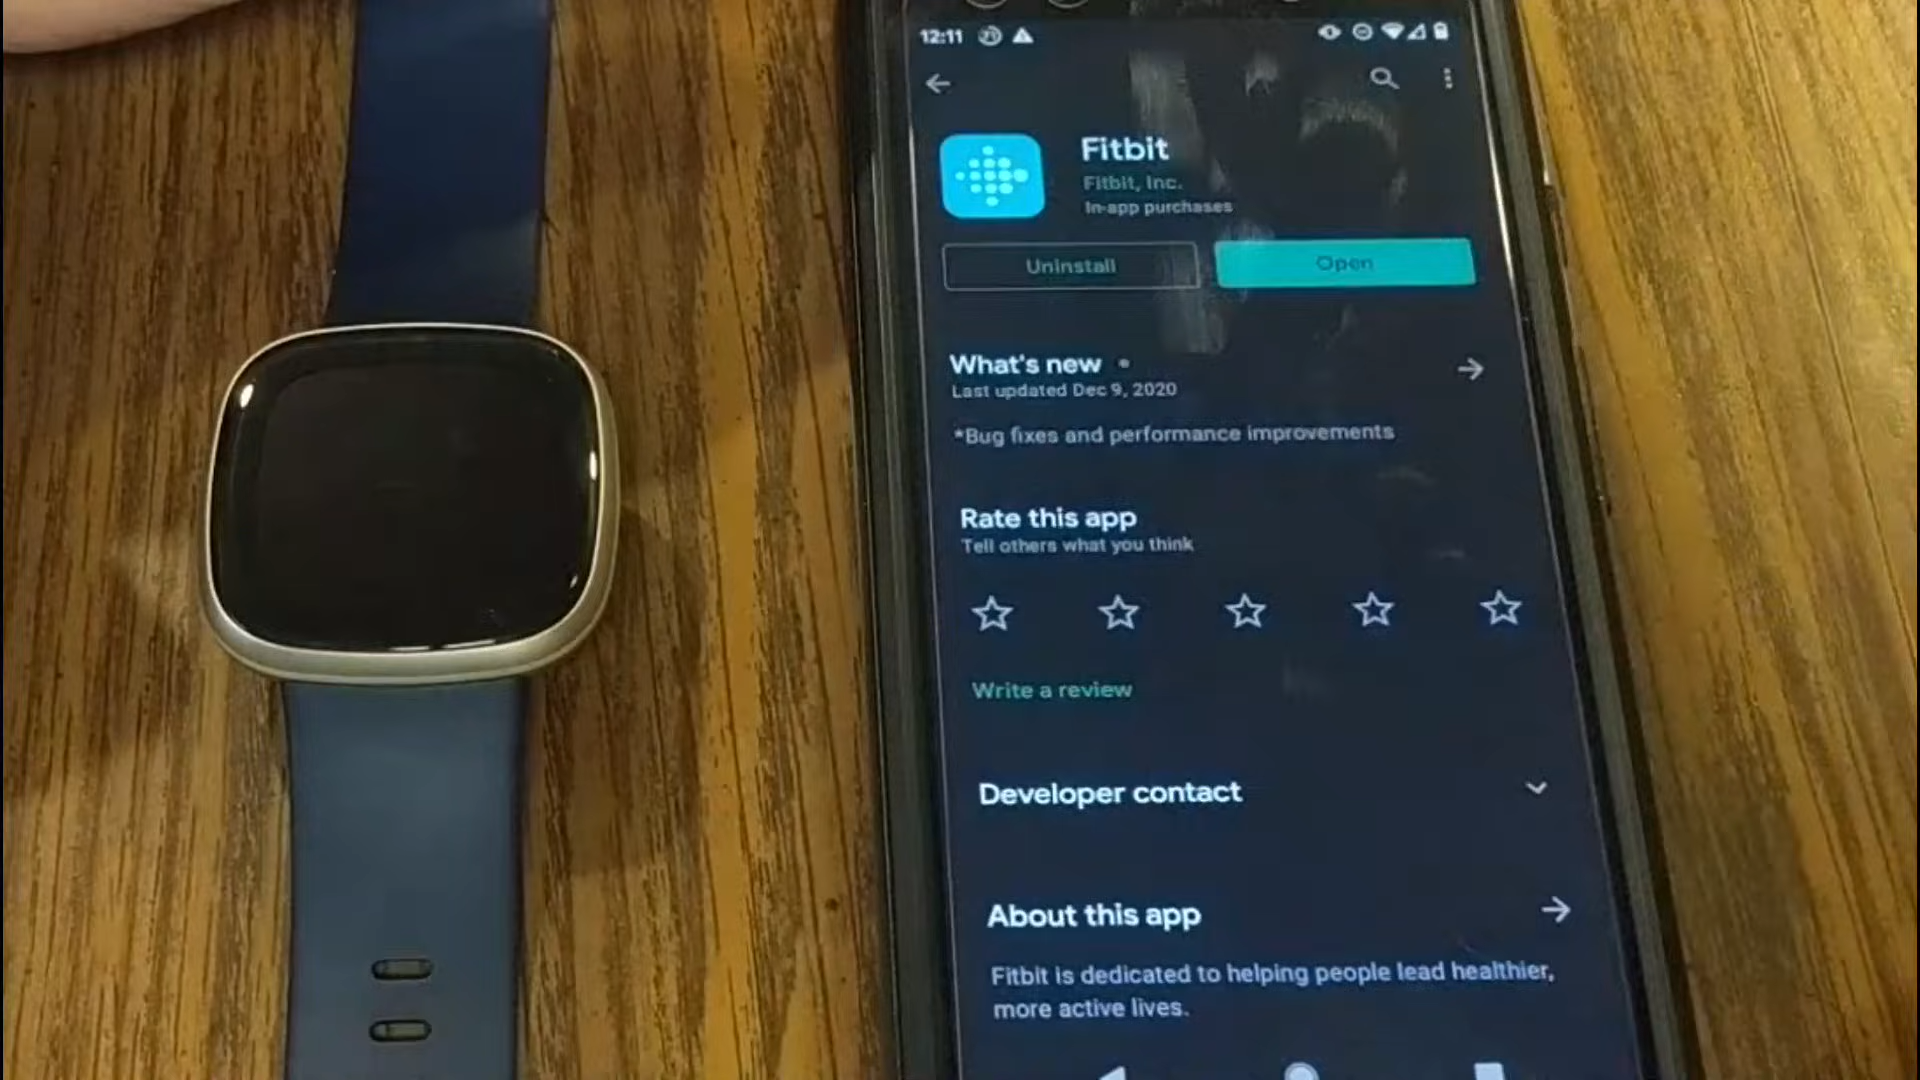 12:11
Fitbit
Fitbit, Inc.
In-app purchases
Uninstall
Open
What's new
Last updated Dec 9, 2020
*Bug fixes and performance improvements
Rate this app
Tell others what you think
Write a review
Developer contact
About this app
Fitbit is dedicated to helping people lead healthier,
more active lives.